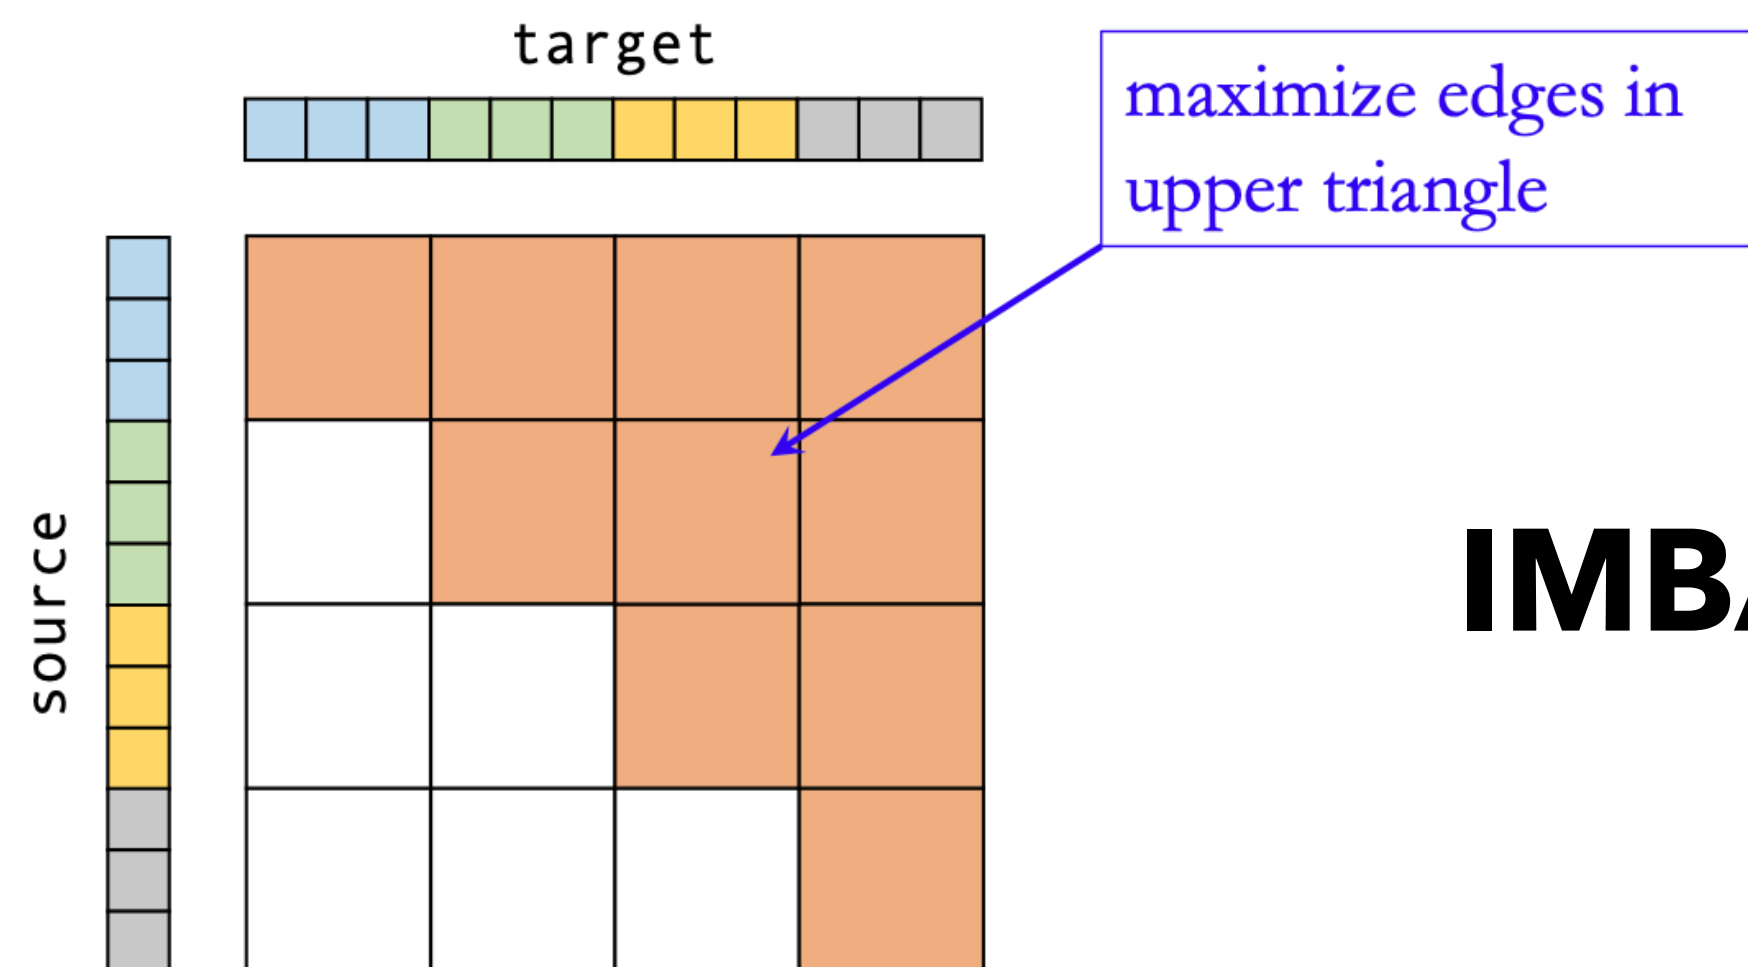 target
maximize edges in
upper triangle
source